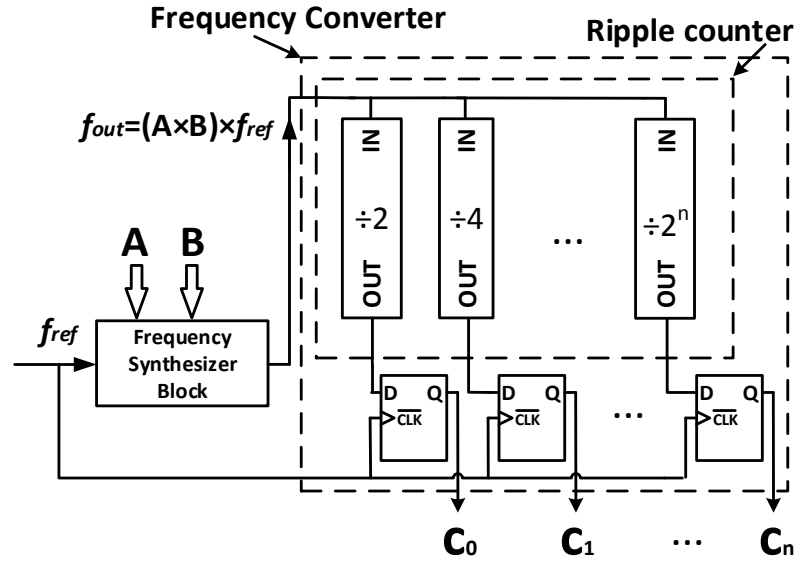 Frequency Converter
Ripple counter
fout=(A×B)×fref
IN
IN
IN
÷2
÷4
...
÷2ⁿ
OUT
OUT
OUT
A
B
fref
Frequency
Synthesizer
Block
D Q
CLK
D Q
CLK
...
D Q
CLK
C0
C1
...
Cn